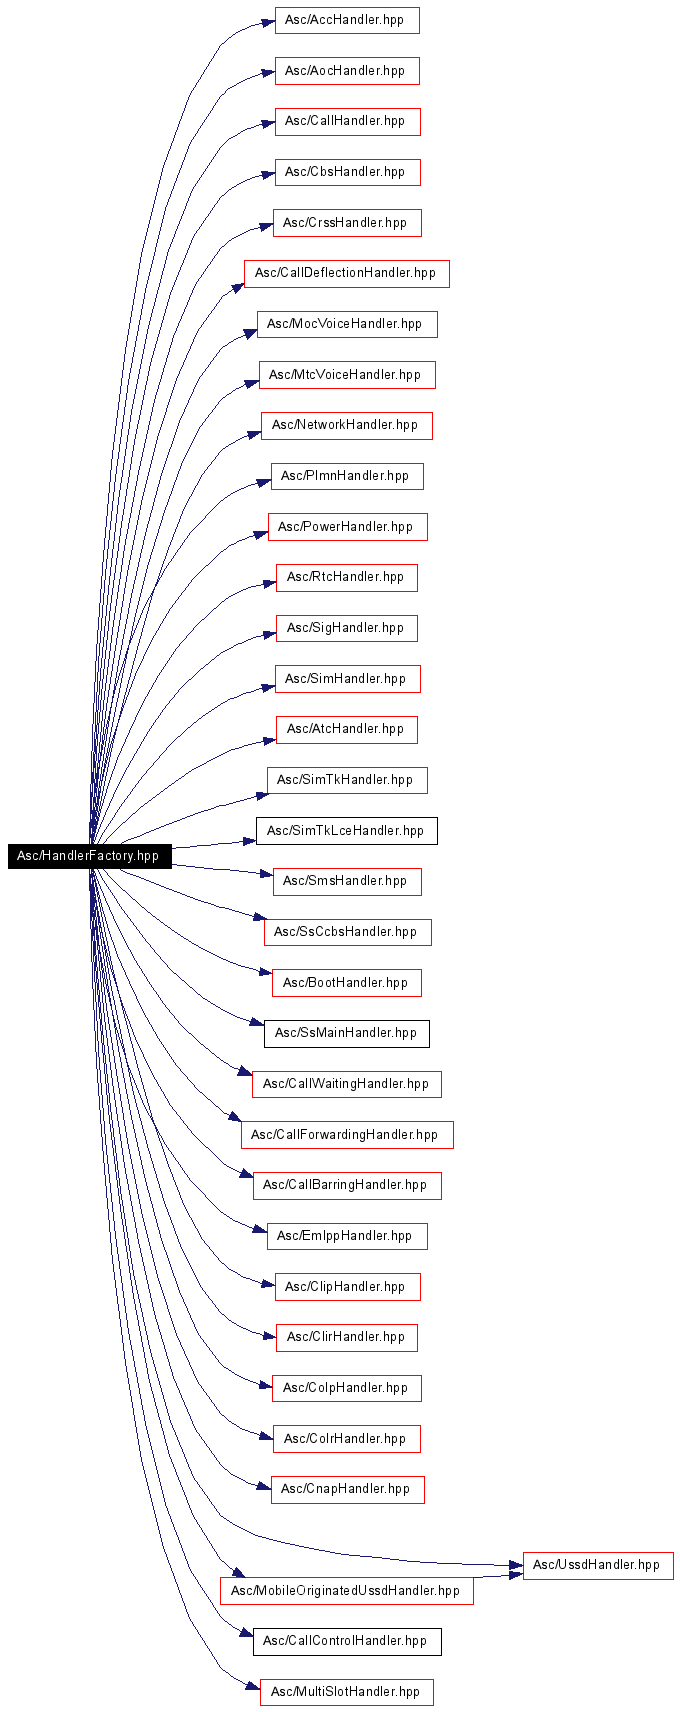 Asc/AccHandler.hpp
Asc/AocHandler.hpp
Asc/CallHandler.hpp
Asc/CbsHandler.hpp
Asc/CrssHandler.hpp
Asc/CallDeflectionHandler.hpp
Asc/MocVoiceHandler.hpp
Asc/MtcVoiceHandler.hpp
Asc/NetworkHandler.hpp
Asc/PlmnHandler.hpp
Asc/PowerHandler.hpp
Asc/RtcHandler.hpp
Asc/SigHandler.hpp
Asc/SimHandler.hpp
Asc/AtcHandler.hpp
Asc/SimTkHandler.hpp
Asc/SimTkLceHandler.hpp
Asc/HandlerFactory.hpp
Asc/SmsHandler.hpp
Asc/SsCcbsHandler.hpp
Asc/BootHandler.hpp
Asc/SsMainHandler.hpp
Asc/CallWaitingHandler.hpp
Asc/CallForwardingHandler.hpp
Asc/CallBarringHandler.hpp
Asc/EmlppHandler.hpp
Asc/ClipHandler.hpp
Asc/ClirHandler.hpp
Asc/ColpHandler.hpp
Asc/ColrHandler.hpp
Asc/CnapHandler.hpp
Asc/UssdHandler.hpp
Asc/MobileOriginatedUssdHandler.hpp
Asc/CallControlHandler.hpp
Asc/MultiSlotHandler.hpp